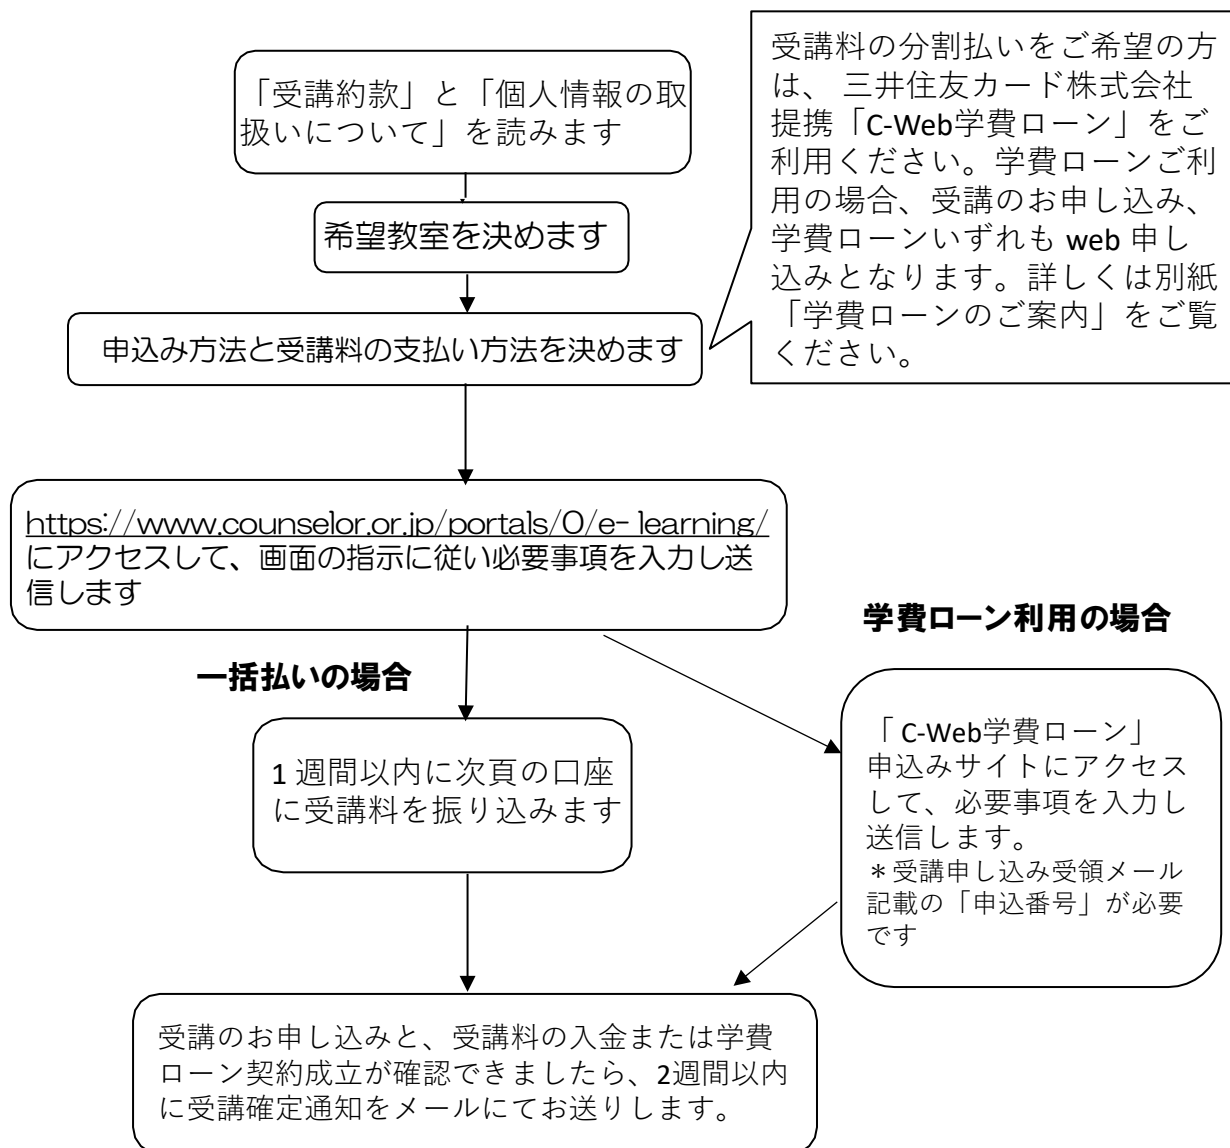 「受講約款」と「個人情報の取
扱いについて」を読みます
受講料の分割払いをご希望の方
は、 三井住友カード株式会社
提携「C-Web学費ローン」をご
利用ください。学費ローンご利
用の場合、受講のお申し込み、
学費ローンいずれも web 申し
込みとなります。詳しくは別紙
「学費ローンのご案内」をご覧
ください。
希望教室を決めます
申込み方法と受講料の支払い方法を決めます
https://www.counselor.or.jp/portals/0/e- learning/
にアクセスして、画面の指示に従い必要事項を入力し送
信します
一括払いの場合
1 週間以内に次頁の口座
に受講料を振り込みます
学費ローン利用の場合
「 C-Web学費ローン」
申込みサイトにアクセス
して、必要事項を入力し
送信します。
＊受講申し込み受領メール
記載の「申込番号」が必要
です
受講のお申し込みと、受講料の入金または学費
ローン契約成立が確認できましたら、2週間以内
に受講確定通知をメールにてお送りします。